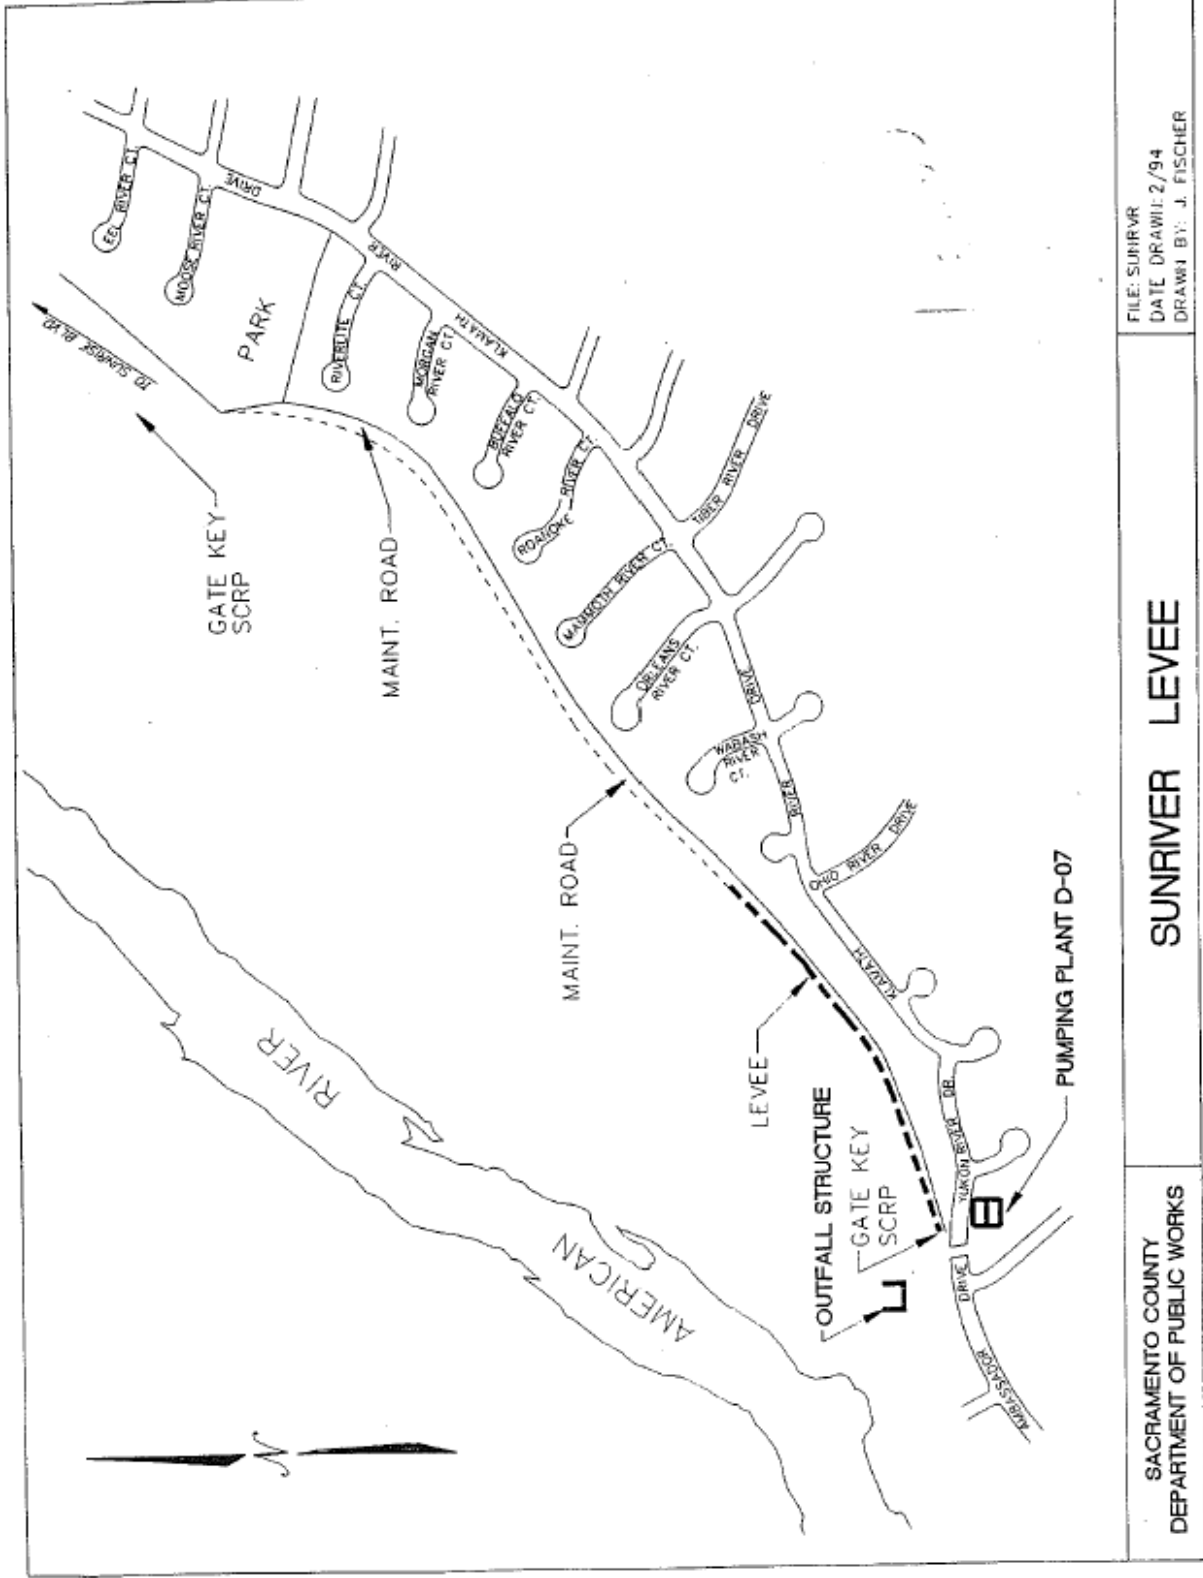 TO SUNRISE BLVD.
EEL RIVER CT.
MOOSE RIVER CT.
DRIVE
PARK
GATE KEY
SCRP
RIVERLITE CT.
RIVER
MAINT. ROAD
MORGAN
RIVER CT.
KLAMATH
BUFFALO
RIVER CT.
ROANOKE RIVER CT.
TIBER RIVER DRIVE
MAMMOTH RIVER CT.
ORLEANS
RIVER CT.
DRIVE
WABASH
RIVER
CT.
RIVER
MAINT. ROAD
OHIO RIVER DRIVE
KLAMATH
AMERICAN RIVER
LEVEE
OUTFALL STRUCTURE
GATE KEY
SCRP
YUKON RIVER DR.
PUMPING PLANT D-07
AMBASSADOR DRIVE
N
SACRAMENTO COUNTY
DEPARTMENT OF PUBLIC WORKS
SUNRIVER LEVEE
FILE: SUNRVR
DATE DRAWN: 2/94
DRAWN BY: J. FISCHER